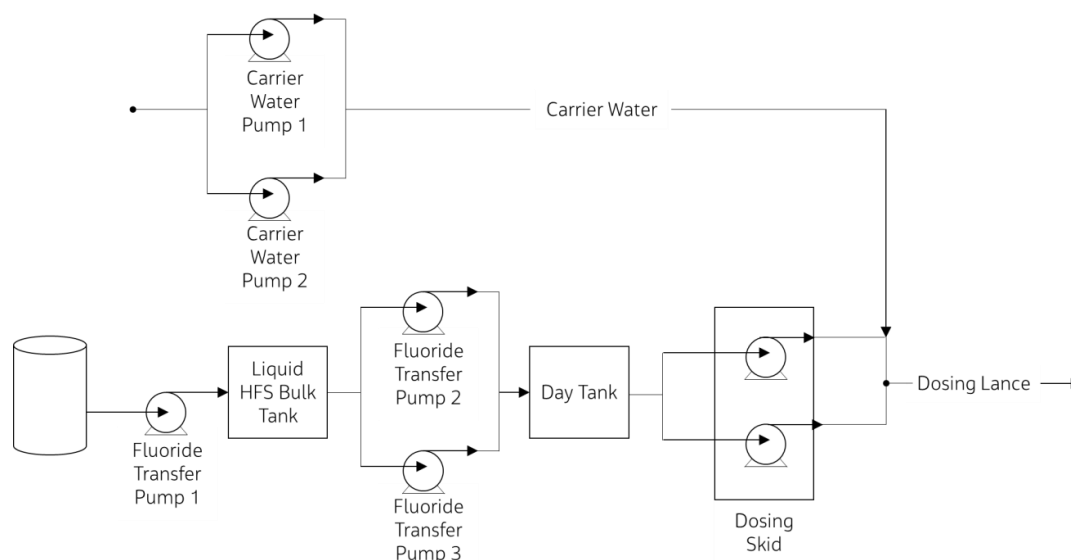 Carrier
Water
Pump 1
Carrier Water
Carrier
Water
Pump 2
Fluoride
Transfer
Pump 1
Liquid
HFS Bulk
Tank
Fluoride
Transfer
Pump 2
Fluoride
Transfer
Pump 3
Day Tank
Dosing
Skid
Dosing Lance